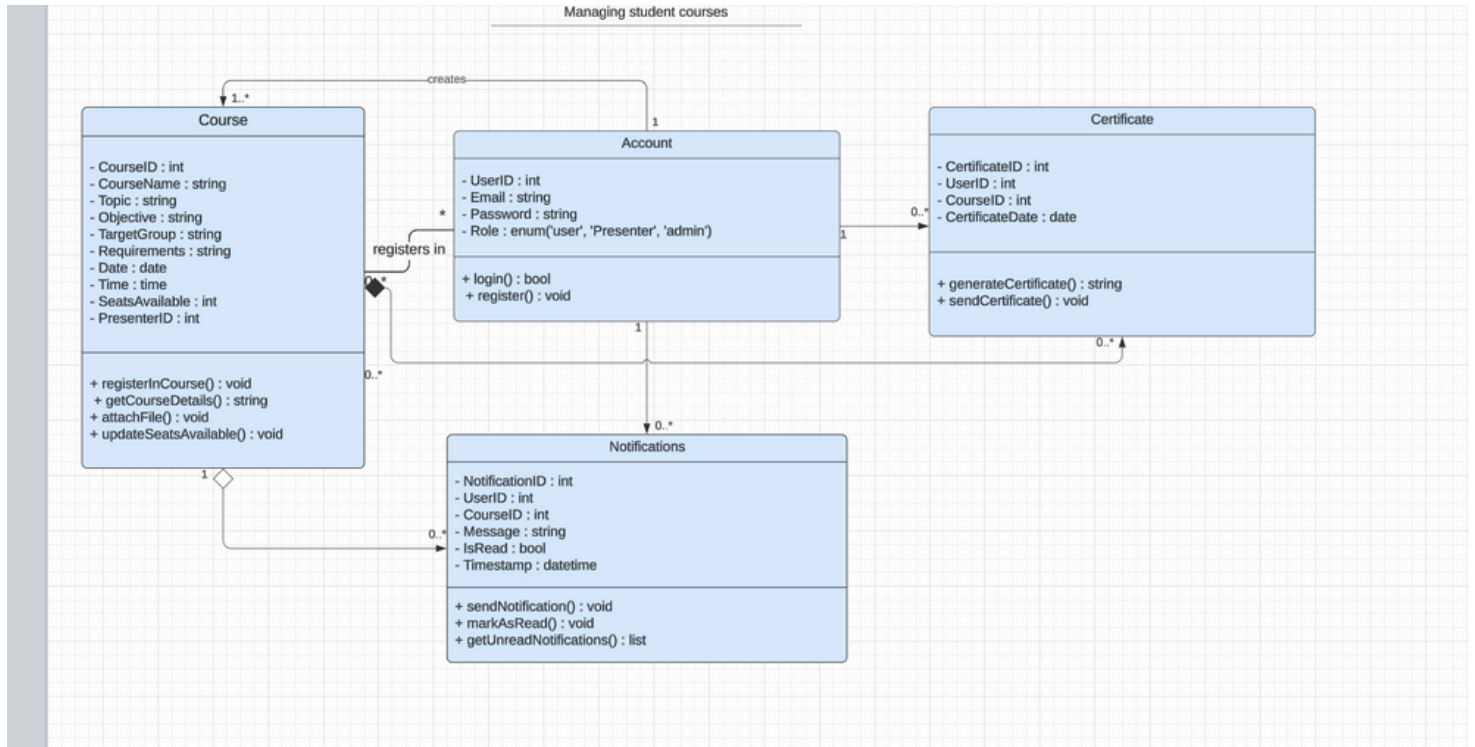 Managing student courses
creates
1..*
1
Course
- CourseID : int
- CourseName : string
- Topic : string
- Objective : string
- TargetGroup : string
- Requirements : string
- Date : date
- Time : time
- SeatsAvailable : int
- PresenterID : int
+ registerInCourse() : void
+ getCourseDetails() : string
+ attachFile() : void
+ updateSeatsAvailable() : void
*
registers in
0..*
0..*
1
Account
- UserID : int
- Email : string
- Password : string
- Role : enum('user', 'Presenter', 'admin')
+ login() : bool
+ register() : void
1
1
0..*
Certificate
- CertificateID : int
- UserID : int
- CourseID : int
- CertificateDate : date
+ generateCertificate() : string
+ sendCertificate() : void
0..*
0..*
0..*
Notifications
- NotificationID : int
- UserID : int
- CourseID : int
- Message : string
- IsRead : bool
- Timestamp : datetime
+ sendNotification() : void
+ markAsRead() : void
+ getUnreadNotifications() : list